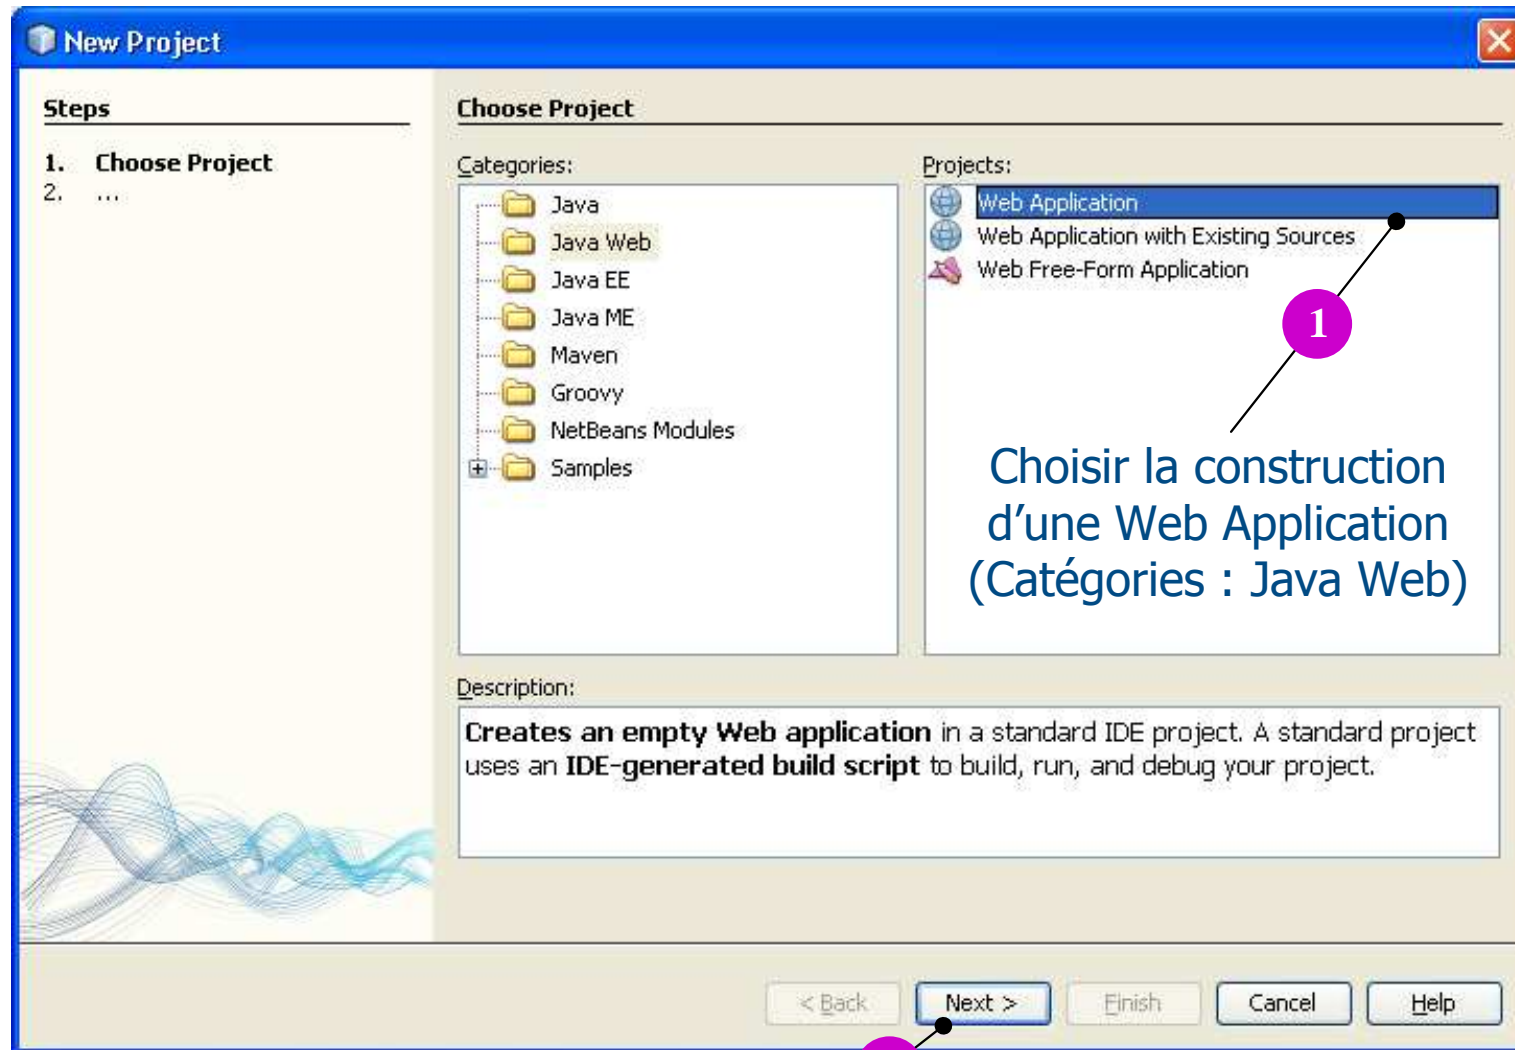 New Project
Steps
1. Choose Project
2. ...
Choose Project
Categories:
Java
Java Web
Java EE
Java ME
Maven
Groovy
NetBeans Modules
Samples
Projects:
Web Application
Web Application with Existing Sources
Web Free-Form Application
1
Choisir la construction
d’une Web Application
(Catégories : Java Web)
Description:
Creates an empty Web application in a standard IDE project. A standard project
uses an IDE-generated build script to build, run, and debug your project.
< Back
Next >
Finish
Cancel
Help